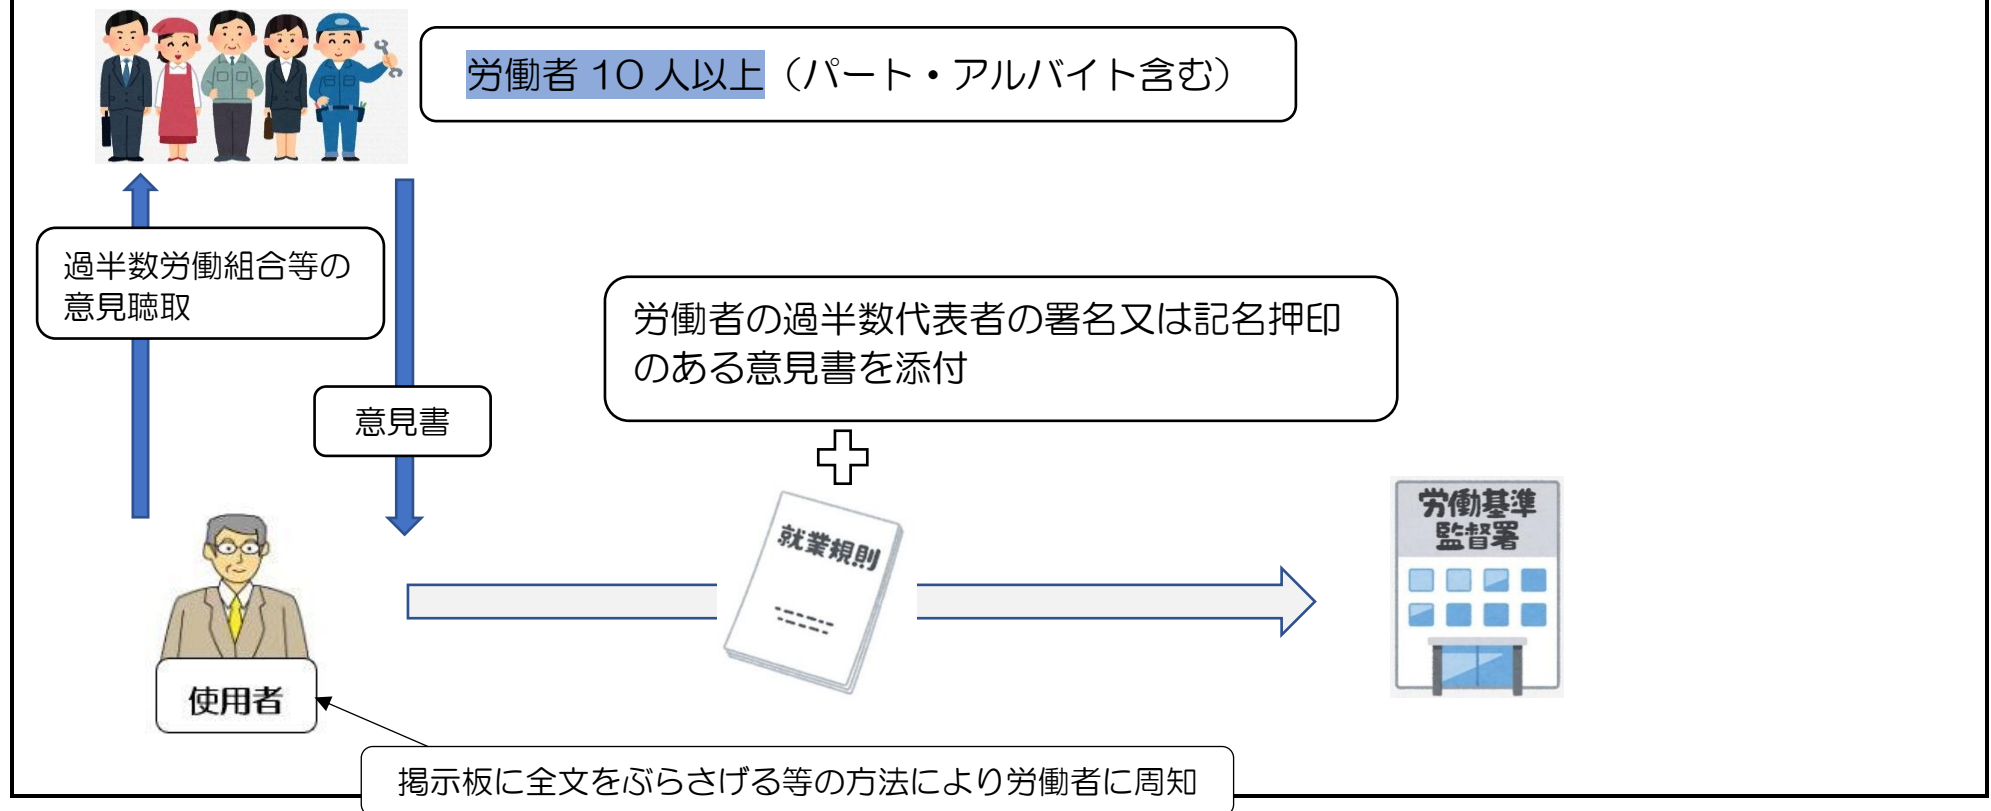 労働者 10 人以上（パート・アルバイト含む）
過半数労働組合等の
意見聴取
意見書
労働者の過半数代表者の署名又は記名押印
のある意見書を添付
就業規則
労働基準
監督署
使用者
掲示板に全文をぶらさげる等の方法により労働者に周知